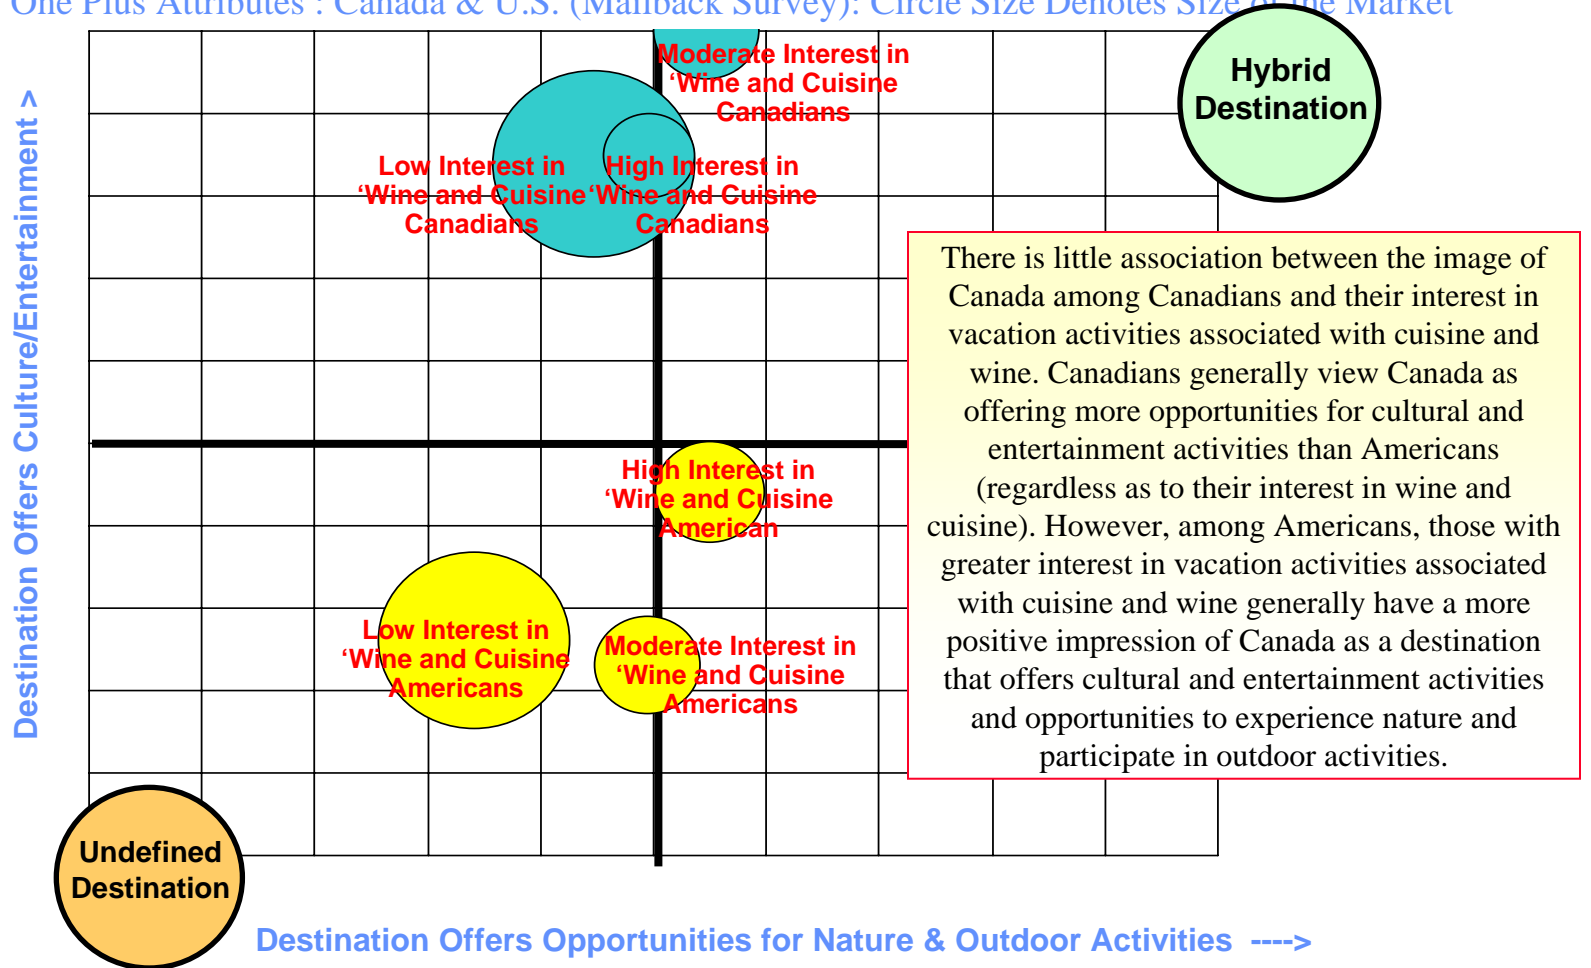 One Plus Attributes : Canada & U.S. (Mailback Survey): Circle Size Denotes Size of the Market
Moderate Interest in
‘Wine and Cuisine
Canadians
Hybrid
Destination
Low Interest in
‘Wine and Cuisine
Canadians
High Interest in
‘Wine and Cuisine
Canadians
Destination Offers Culture/Entertainment >
There is little association between the image of
Canada among Canadians and their interest in
vacation activities associated with cuisine and
wine. Canadians generally view Canada as
offering more opportunities for cultural and
entertainment activities than Americans
(regardless as to their interest in wine and
cuisine). However, among Americans, those with
greater interest in vacation activities associated
with cuisine and wine generally have a more
positive impression of Canada as a destination
that offers cultural and entertainment activities
and opportunities to experience nature and
participate in outdoor activities.
High Interest in
‘Wine and Cuisine
American
Low Interest in
‘Wine and Cuisine
Americans
Moderate Interest in
‘Wine and Cuisine
Americans
Undefined
Destination
Destination Offers Opportunities for Nature & Outdoor Activities ---->